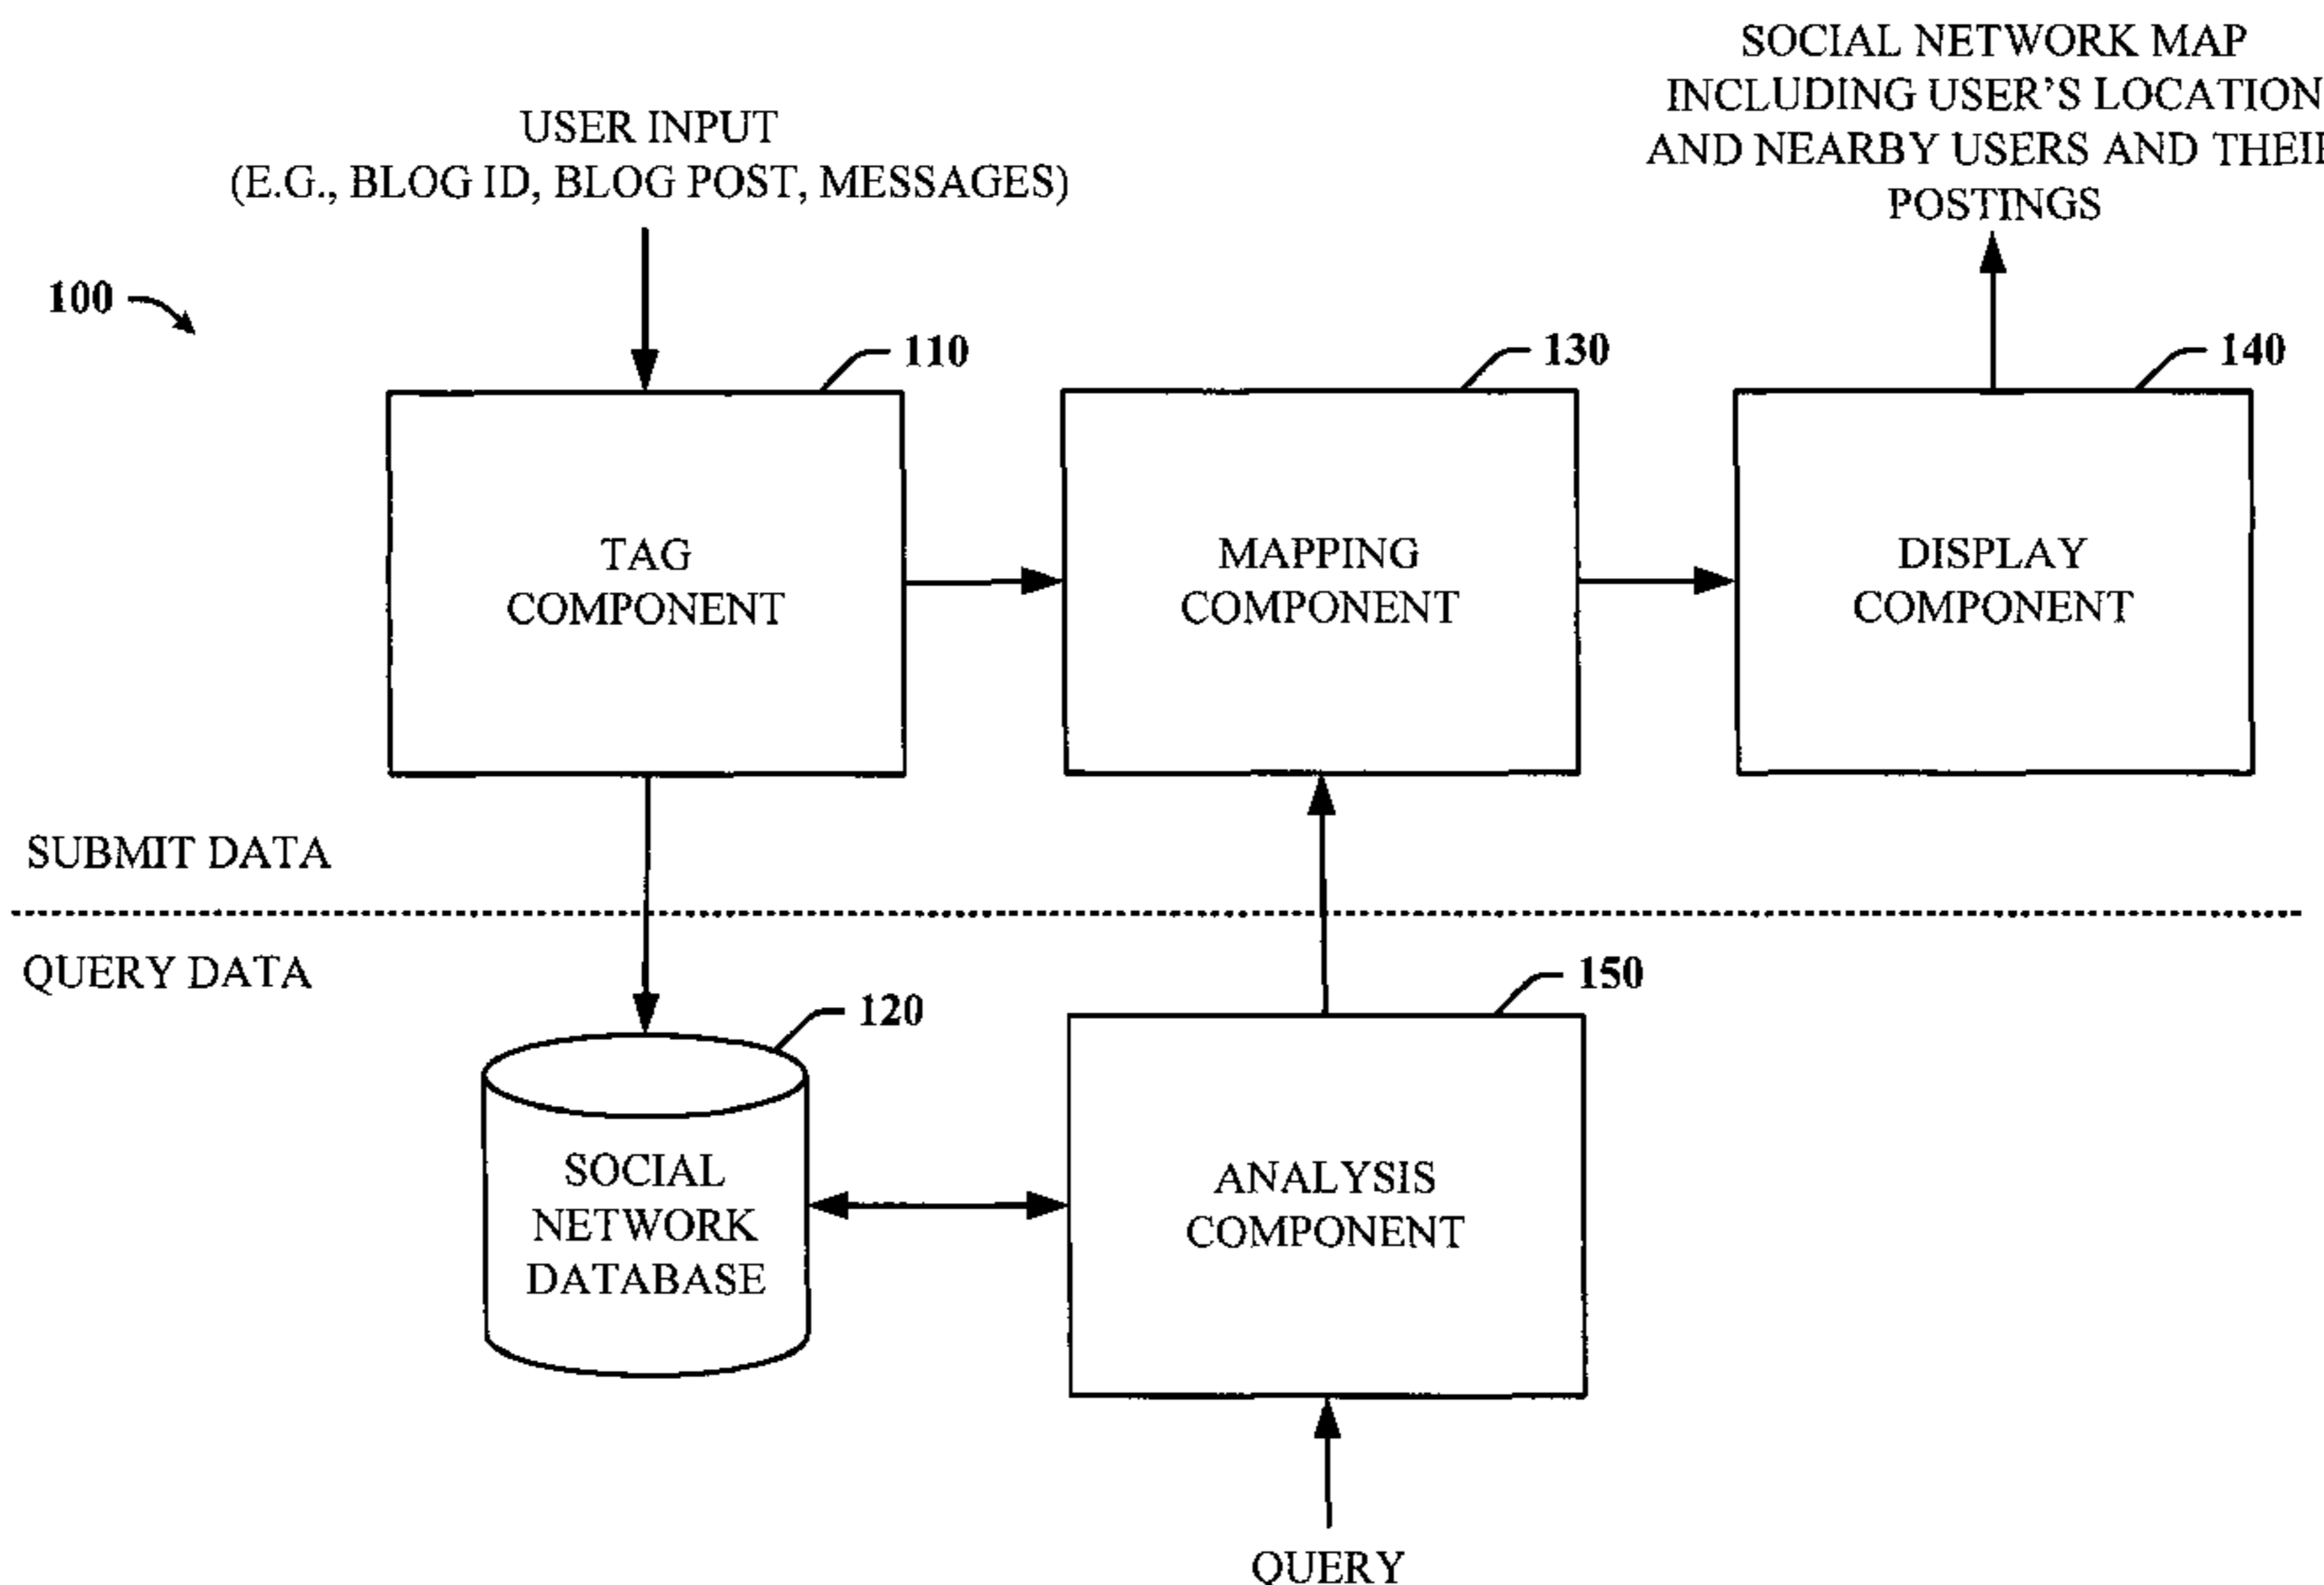 SOCIAL NETWORK MAP
INCLUDING USER'S LOCATION
AND NEARBY USERS AND THEIR
POSTINGS
USER INPUT
(E.G., BLOG ID, BLOG POST, MESSAGES)
100
110
130
140
TAG
COMPONENT
MAPPING
COMPONENT
DISPLAY
COMPONENT
SUBMIT DATA
QUERY DATA
120
150
SOCIAL
NETWORK
DATABASE
ANALYSIS
COMPONENT
QUERY